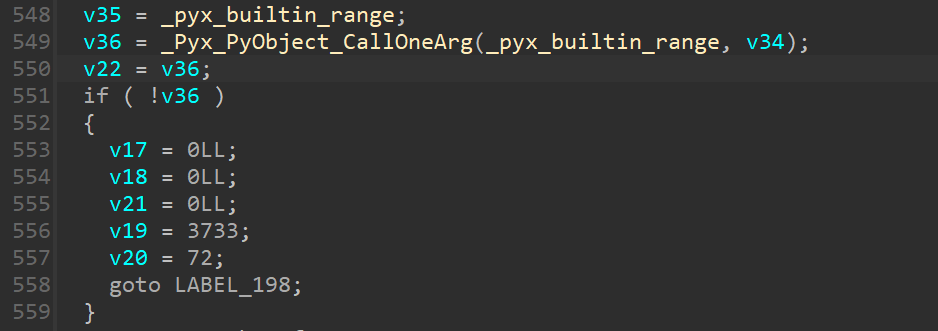 548 v35 = _pyx_builtin_range;
549 v36 = _Pyx_PyObject_CallOneArg(_pyx_builtin_range, v34);
550 v22 = v36;
551 if ( !v36 )
552 {
553 v17 = 0LL;
554 v18 = 0LL;
555 v21 = 0LL;
556 v19 = 3733;
557 v20 = 72;
558 goto LABEL_198;
559 }